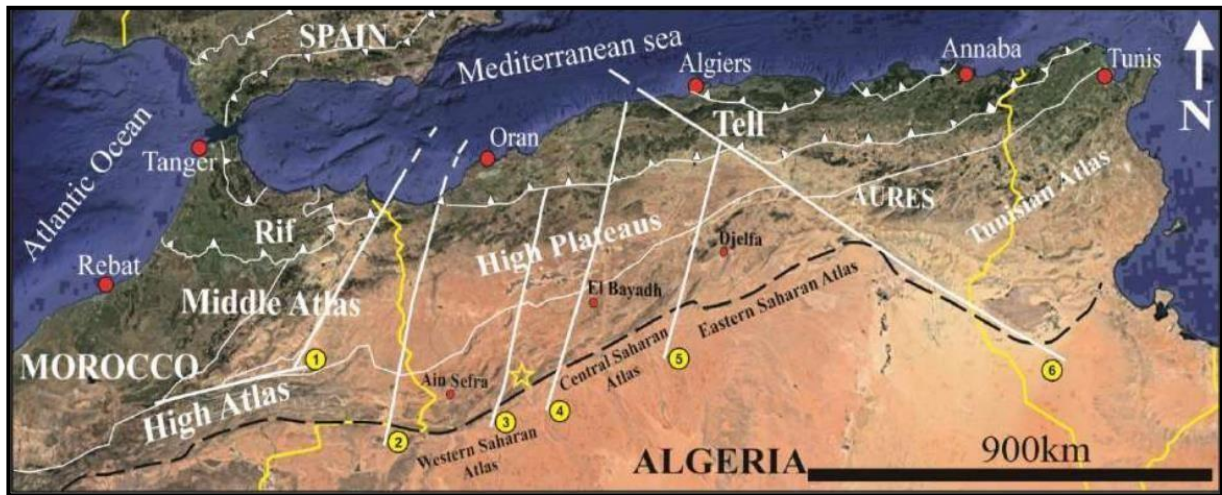 SPAIN
Mediterranean sea
Algiers
Annaba
Tunis
N
Atlantic Ocean
Tanger
Oran
Tell
Rif
AURES
Tunisian Atlas
High Plateaus
Djelfa
Rebat
Middle Atlas
El Bayadh
Eastern Saharan Atlas
MOROCCO
1
Central Saharan
Atlas
5
6
High Atlas
Ain Sefra
3
4
2
Western Saharan
Atlas
ALGERIA
900km